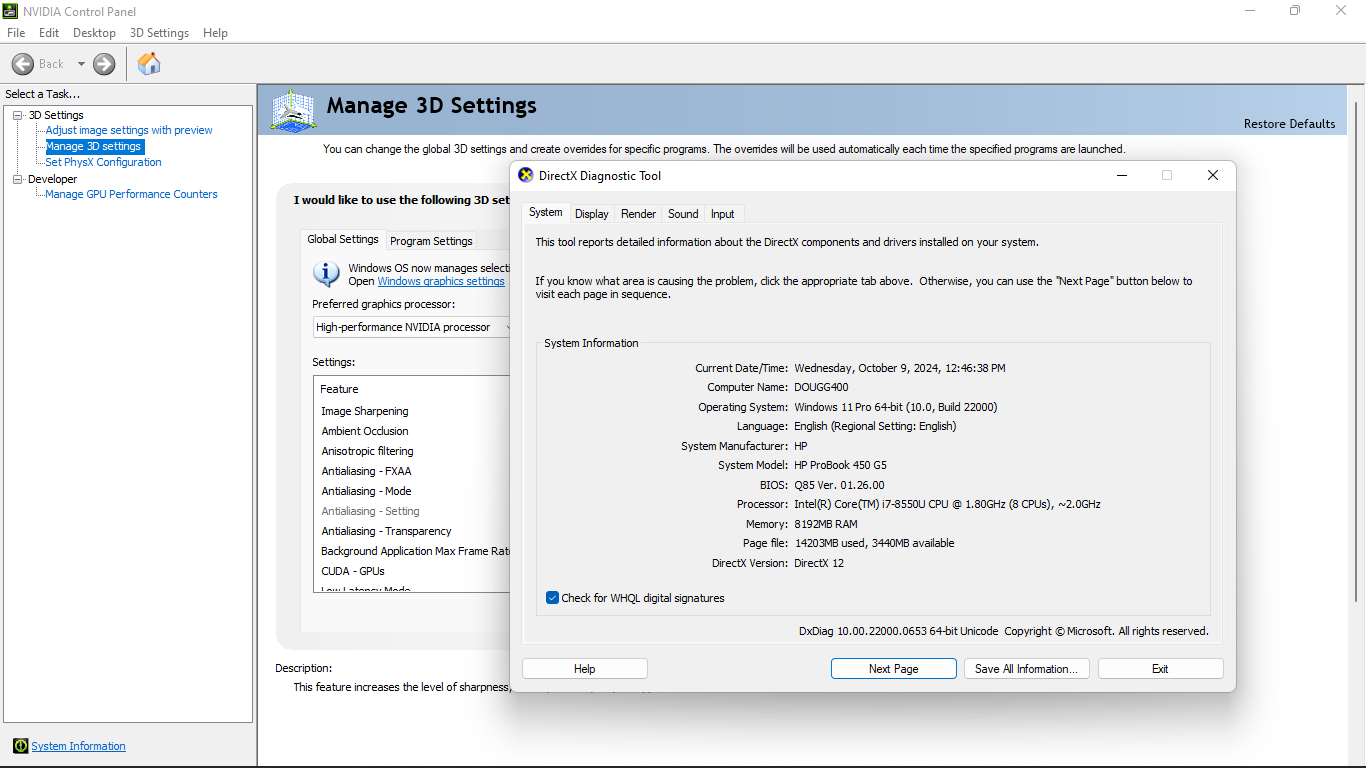 NVIDIA Control Panel
File Edit Desktop 3D Settings Help
Back
Select a Task...
3D Settings
Adjust image settings with preview
Manage 3D settings
Set PhysX Configuration
Developer
Manage GPU Performance Counters
System Information
Manage 3D Settings
Restore Defaults
You can change the global 3D settings and create overrides for specific programs. The overrides will be used automatically each time the specified programs are launched.
I would like to use the following 3D set
Global Settings Program Settings
Windows OS now manages selecti
Open Windows graphics settings
Preferred graphics processor:
High-performance NVIDIA processor
Settings:
Feature
Image Sharpening
Ambient Occlusion
Anisotropic filtering
Antialiasing - FXAA
Antialiasing - Mode
Antialiasing - Setting
Antialiasing - Transparency
Background Application Max Frame Rate
CUDA - GPUs
Low Latency Mode
Description:
This feature increases the level of sharpness,
DirectX Diagnostic Tool
System Display Render Sound Input
This tool reports detailed information about the DirectX components and drivers installed on your system.
If you know what area is causing the problem, click the appropriate tab above. Otherwise, you can use the "Next Page" button below to
visit each page in sequence.
System Information
Current Date/Time: Wednesday, October 9, 2024, 12:46:38 PM
Computer Name: DOUGG400
Operating System: Windows 11 Pro 64-bit (10.0, Build 22000)
Language: English (Regional Setting: English)
System Manufacturer: HP
System Model: HP ProBook 450 G5
BIOS: Q85 Ver. 01.26.00
Processor: Intel(R) Core(TM) i7-8550U CPU @ 1.80GHz (8 CPUs), ~2.0GHz
Memory: 8192MB RAM
Page file: 14203MB used, 3440MB available
DirectX Version: DirectX 12
Check for WHQL digital signatures
DxDiag 10.00.22000.0653 64-bit Unicode Copyright © Microsoft. All rights reserved.
Help Next Page Save All Information... Exit